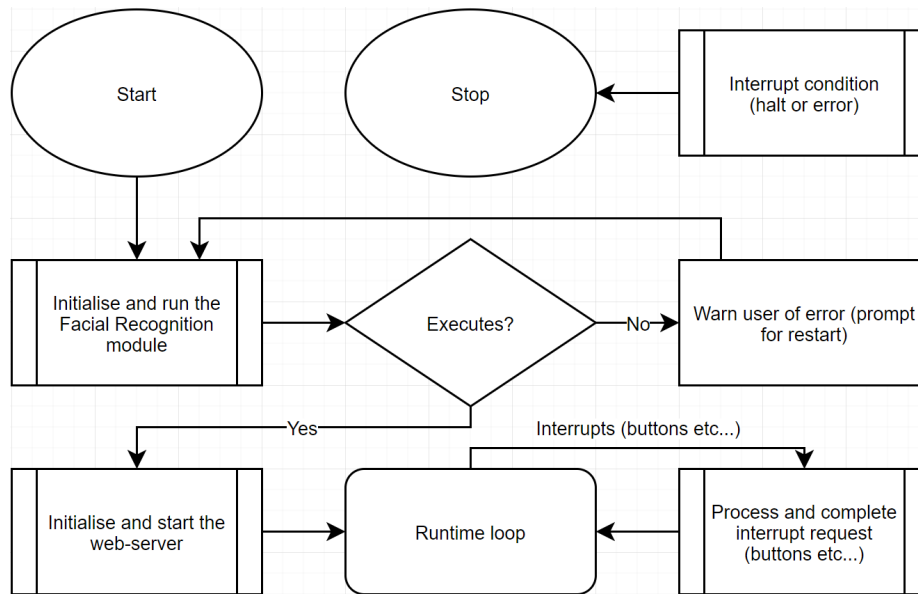 Start
Stop
Interrupt condition
(halt or error)
Initialise and run the
Facial Recognition
module
Executes?
No
Warn user of error (prompt
for restart)
Yes
Interrupts (buttons etc...)
Initialise and start the
web-server
Runtime loop
Process and complete
interrupt request
(buttons etc...)